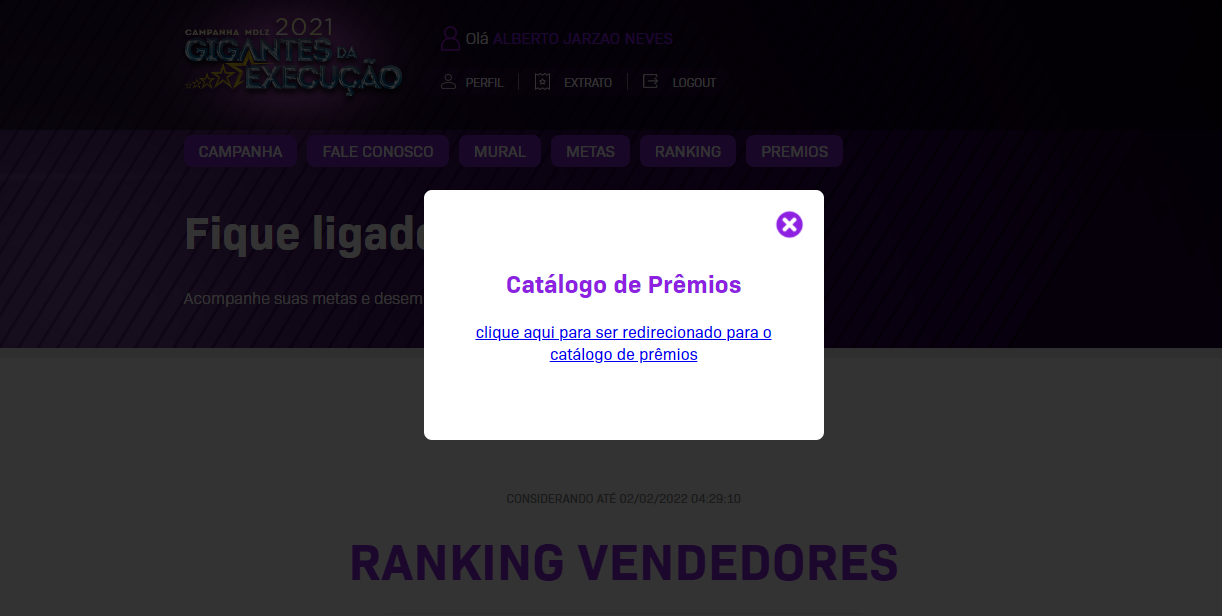 CAMPANHA MDLZ 2021
GIGANTES DA
EXECUÇÃO
Olá ALBERTO JARZAO NEVES
PERFIL
EXTRATO
LOGOUT
CAMPANHA
FALE CONOSCO
MURAL
METAS
RANKING
PREMIOS
Fique ligado
Acompanhe suas metas e desem
Catálogo de Prêmios
clique aqui para ser redirecionado para o
catálogo de prêmios
CONSIDERANDO ATÉ 02/02/2022 04:29:10
RANKING VENDEDORES